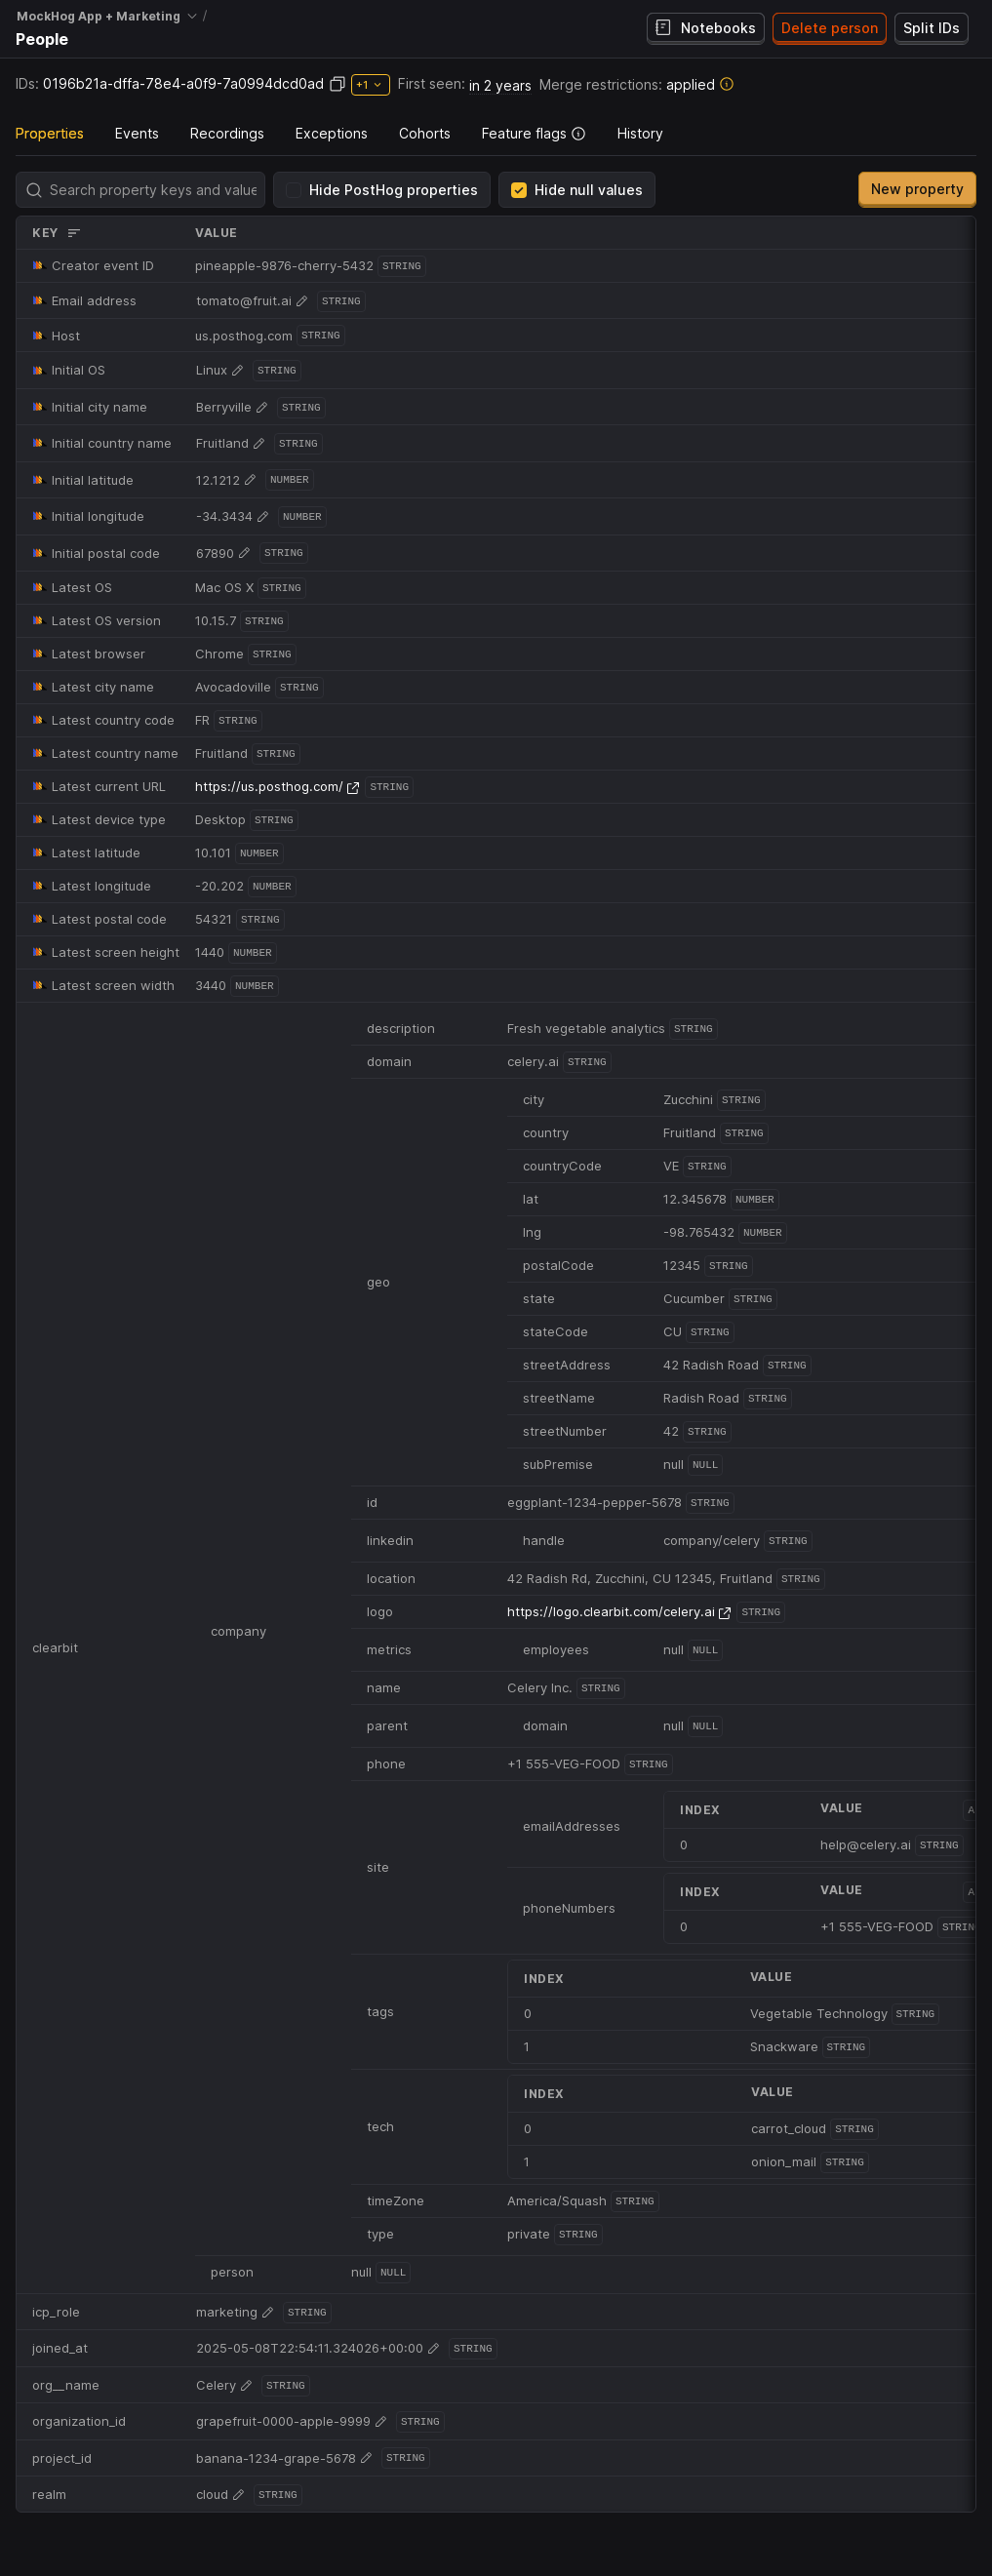 MockHog App + Marketing /
People
Notebooks
Delete person
Split IDs
IDs: 0196b21a-dffa-78e4-a0f9-7a0994dcd0ad +1 First seen: in 2 years Merge restrictions: applied
Properties Events Recordings Exceptions Cohorts Feature flags History
Search property keys and value
Hide PostHog properties
Hide null values
New property
KEY VALUE
Creator event ID pineapple-9876-cherry-5432 STRING
Email address tomato@fruit.ai STRING
Host us.posthog.com STRING
Initial OS Linux STRING
Initial city name Berryville STRING
Initial country name Fruitland STRING
Initial latitude 12.1212 NUMBER
Initial longitude -34.3434 NUMBER
Initial postal code 67890 STRING
Latest OS Mac OS X STRING
Latest OS version 10.15.7 STRING
Latest browser Chrome STRING
Latest city name Avocadoville STRING
Latest country code FR STRING
Latest country name Fruitland STRING
Latest current URL https://us.posthog.com/ STRING
Latest device type Desktop STRING
Latest latitude 10.101 NUMBER
Latest longitude -20.202 NUMBER
Latest postal code 54321 STRING
Latest screen height 1440 NUMBER
Latest screen width 3440 NUMBER
clearbit
company
description Fresh vegetable analytics STRING
domain celery.ai STRING
geo
city Zucchini STRING
country Fruitland STRING
countryCode VE STRING
lat 12.345678 NUMBER
lng -98.765432 NUMBER
postalCode 12345 STRING
state Cucumber STRING
stateCode CU STRING
streetAddress 42 Radish Road STRING
streetName Radish Road STRING
streetNumber 42 STRING
subPremise null NULL
id eggplant-1234-pepper-5678 STRING
linkedin handle company/celery STRING
location 42 Radish Rd, Zucchini, CU 12345, Fruitland STRING
logo https://logo.clearbit.com/celery.ai STRING
metrics employees null NULL
name Celery Inc. STRING
parent domain null NULL
phone +1 555-VEG-FOOD STRING
site
emailAddresses
INDEX VALUE
0 help@celery.ai STRING
phoneNumbers
INDEX VALUE
0 +1 555-VEG-FOOD STRING
tags
INDEX VALUE
0 Vegetable Technology STRING
1 Snackware STRING
tech
INDEX VALUE
0 carrot_cloud STRING
1 onion_mail STRING
timeZone America/Squash STRING
type private STRING
person null NULL
icp_role marketing STRING
joined_at 2025-05-08T22:54:11.324026+00:00 STRING
org__name Celery STRING
organization_id grapefruit-0000-apple-9999 STRING
project_id banana-1234-grape-5678 STRING
realm cloud STRING